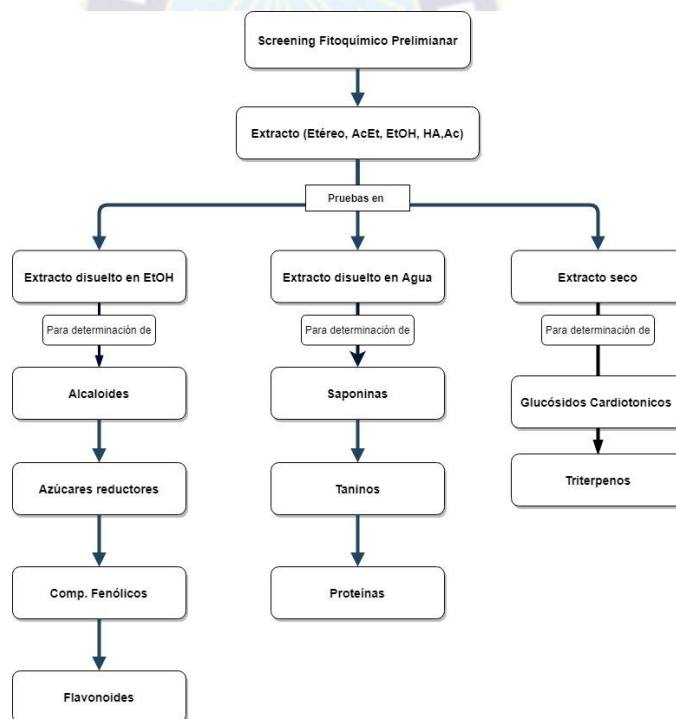 Screening Fitoquímico Prelimianar
Extracto (Etéreo, AcEt, EtOH, HA,Ac)
Pruebas en
Extracto disuelto en EtOH
Extracto disuelto en Agua
Extracto seco
Para determinación de
Para determinación de
Para determinación de
Alcaloides
Saponinas
Glucósidos Cardiotonicos
Azúcares reductores
Taninos
Triterpenos
Comp. Fenólicos
Proteínas
Flavonoides